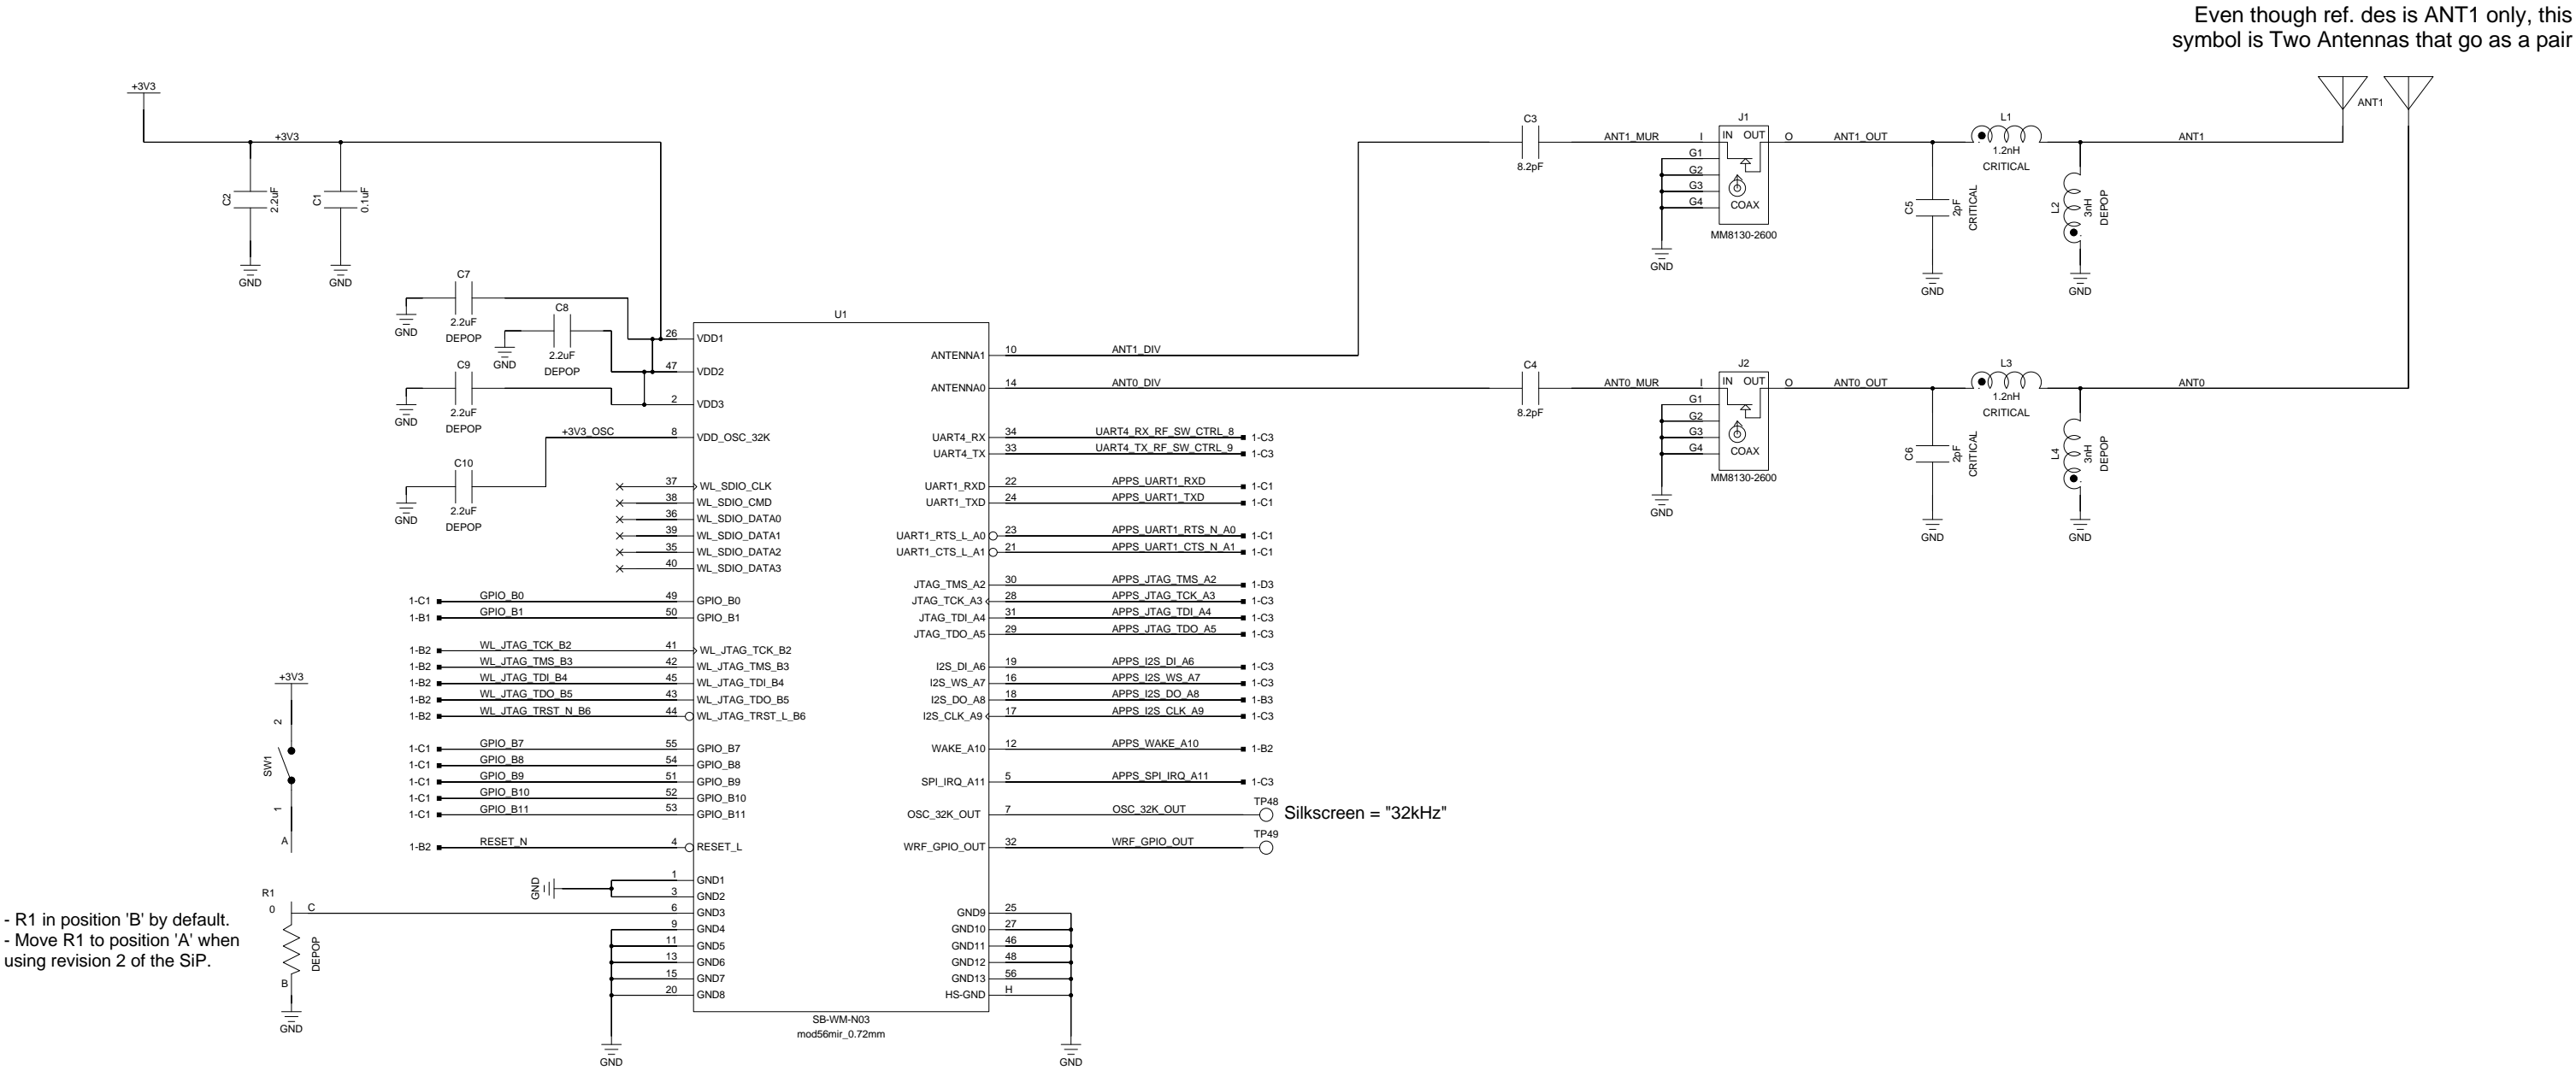 Even though ref. des is ANT1 only, this
symbol is Two Antennas that go as a pair
+3V3
+3V3
C2
2.2uF
GND
C1
0.1uF
GND
C7
2.2uF
DEPOP
GND
C8
2.2uF
DEPOP
GND
C9
2.2uF
DEPOP
GND
C10
2.2uF
DEPOP
GND
+3V3_OSC
U1
26 VDD1
47 VDD2
2 VDD3
8 VDD_OSC_32K
37 WL_SDIO_CLK
38 WL_SDIO_CMD
36 WL_SDIO_DATA0
39 WL_SDIO_DATA1
35 WL_SDIO_DATA2
40 WL_SDIO_DATA3
1-C1 GPIO_B0 49 GPIO_B0
1-B1 GPIO_B1 50 GPIO_B1
1-B2 WL_JTAG_TCK_B2 41 WL_JTAG_TCK_B2
1-B2 WL_JTAG_TMS_B3 42 WL_JTAG_TMS_B3
1-B2 WL_JTAG_TDI_B4 45 WL_JTAG_TDI_B4
1-B2 WL_JTAG_TDO_B5 43 WL_JTAG_TDO_B5
1-B2 WL_JTAG_TRST_N_B6 44 WL_JTAG_TRST_L_B6
1-C1 GPIO_B7 55 GPIO_B7
1-C1 GPIO_B8 54 GPIO_B8
1-C1 GPIO_B9 51 GPIO_B9
1-C1 GPIO_B10 52 GPIO_B10
1-C1 GPIO_B11 53 GPIO_B11
1-B2 RESET_N 4 RESET_L
GND
1 GND1
3 GND2
6 GND3
9 GND4
11 GND5
13 GND6
15 GND7
20 GND8
GND
ANTENNA1 10 ANT1_DIV
ANTENNA0 14 ANT0_DIV
UART4_RX 34 UART4_RX_RF_SW_CTRL_8 1-C3
UART4_TX 33 UART4_TX_RF_SW_CTRL_9 1-C3
UART1_RXD 22 APPS_UART1_RXD 1-C1
UART1_TXD 24 APPS_UART1_TXD 1-C1
UART1_RTS_L_A0 23 APPS_UART1_RTS_N_A0 1-C1
UART1_CTS_L_A1 21 APPS_UART1_CTS_N_A1 1-C1
JTAG_TMS_A2 30 APPS_JTAG_TMS_A2 1-D3
JTAG_TCK_A3 28 APPS_JTAG_TCK_A3 1-C3
JTAG_TDI_A4 31 APPS_JTAG_TDI_A4 1-C3
JTAG_TDO_A5 29 APPS_JTAG_TDO_A5 1-C3
I2S_DI_A6 19 APPS_I2S_DI_A6 1-C3
I2S_WS_A7 16 APPS_I2S_WS_A7 1-C3
I2S_DO_A8 18 APPS_I2S_DO_A8 1-B3
I2S_CLK_A9 17 APPS_I2S_CLK_A9 1-C3
WAKE_A10 12 APPS_WAKE_A10 1-B2
SPI_IRQ_A11 5 APPS_SPI_IRQ_A11 1-C3
OSC_32K_OUT 7 OSC_32K_OUT TP48 Silkscreen = "32kHz"
WRF_GPIO_OUT 32 WRF_GPIO_OUT TP49
GND9 25
GND10 27
GND11 46
GND12 48
GND13 56
HS-GND H
GND
SB-WM-N03
mod56mir_0.72mm
+3V3
2
SW1
1
A
R1
0
C
DEPOP
B
GND
- R1 in position 'B' by default.
- Move R1 to position 'A' when
using revision 2 of the SiP.
C3
8.2pF
ANT1_MUR
J1
I IN OUT O
G1
G2
G3
G4
COAX
MM8130-2600
GND
ANT1_OUT
C5
2pF
CRITICAL
GND
L1
1.2nH
CRITICAL
L2
3nH
DEPOP
GND
ANT1
ANT1
C4
8.2pF
ANT0_MUR
J2
I IN OUT O
G1
G2
G3
G4
COAX
MM8130-2600
GND
ANT0_OUT
C6
2pF
CRITICAL
GND
L3
1.2nH
CRITICAL
L4
3nH
DEPOP
GND
ANT0